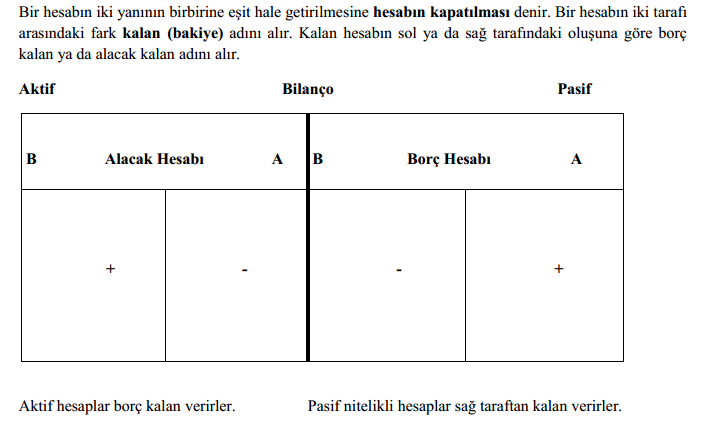 Bir hesabın iki yanının birbirine eşit hale getirilmesine hesabın kapatılması denir. Bir hesabın iki tarafı
arasındaki fark kalan (bakiye) adını alır. Kalan hesabın sol ya da sağ tarafındaki oluşuna göre borç
kalan ya da alacak kalan adını alır.
Aktif Bilanço Pasif
B Alacak Hesabı A B Borç Hesabı A
+ - - +
Aktif hesaplar borç kalan verirler. Pasif nitelikli hesaplar sağ taraftan kalan verirler.